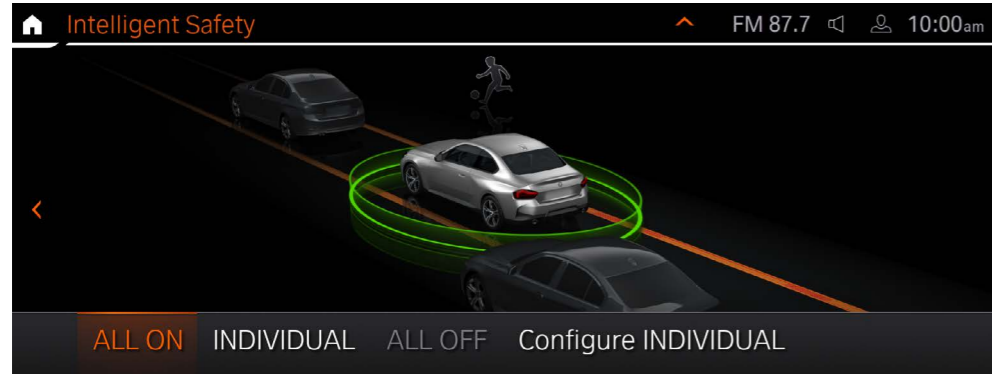 Intelligent Safety FM 87.7 10:00am
ALL ON INDIVIDUAL ALL OFF Configure INDIVIDUAL